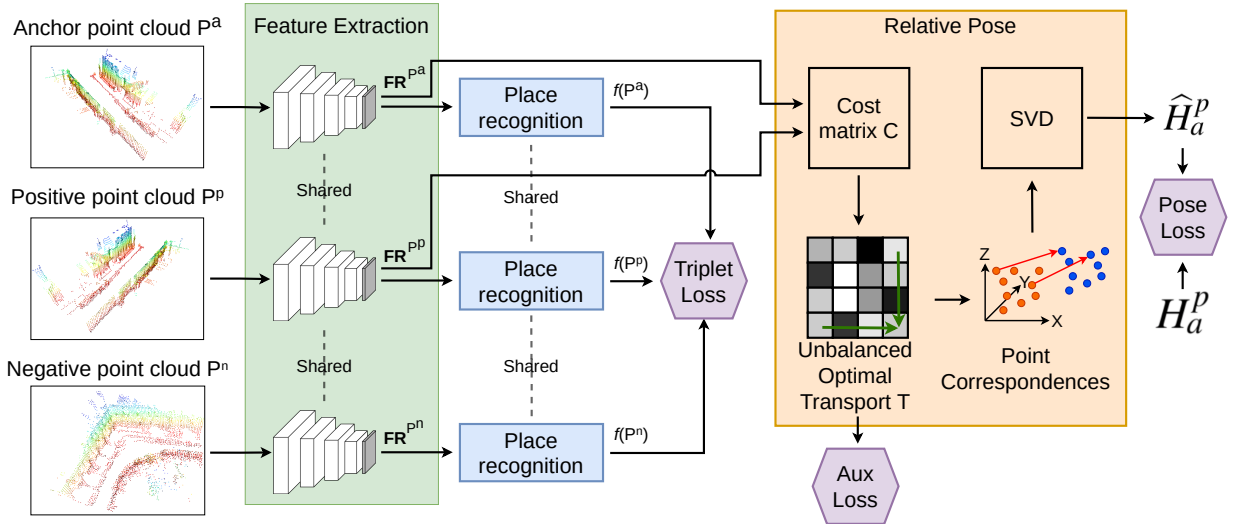 Anchor point cloud Pᵃ
Feature Extraction
Relative Pose
FRᴾᵃ
Place
recognition
f(Pᵃ)
Cost
matrix C
SVD
Ĥₐᵖ
Shared
Shared
Positive point cloud Pᵖ
Pose
Loss
FRᴾᵖ
Place
recognition
f(Pᵖ)
Triplet
Loss
Z
Y
X
Hₐᵖ
Unbalanced
Optimal
Transport T
Point
Correspondences
Negative point cloud Pⁿ
Shared
Shared
FRᴾⁿ
Place
recognition
f(Pⁿ)
Aux
Loss